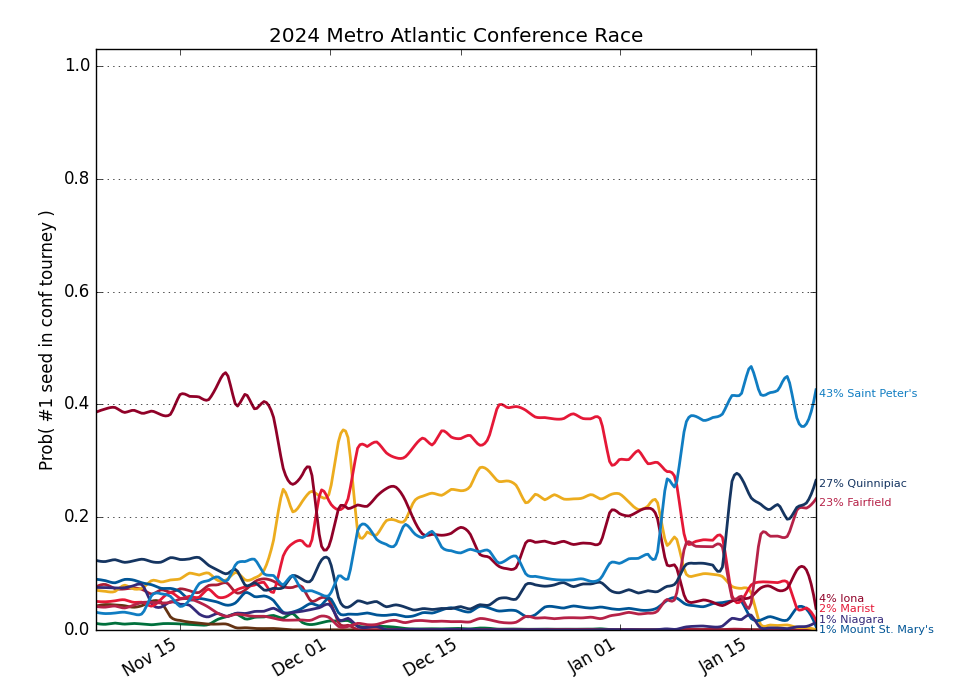 2024 Metro Atlantic Conference Race
Prob( #1 seed in conf tourney )
1.0
0.8
0.6
0.4
0.2
0.0
Nov 15
Dec 01
Dec 15
Jan 01
Jan 15
43% Saint Peter's
27% Quinnipiac
23% Fairfield
4% Iona
2% Marist
1% Niagara
1% Mount St. Mary's